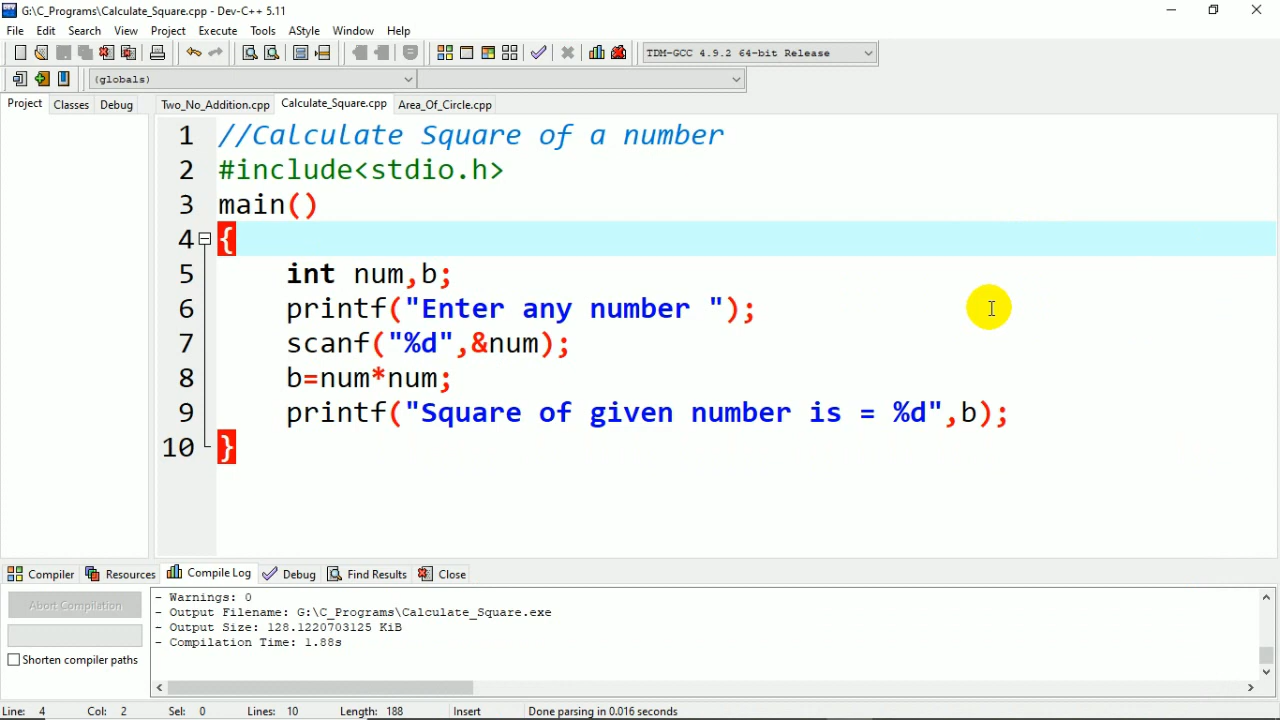 G:\C_Programs\Calculate_Square.cpp - Dev-C++ 5.11
File Edit Search View Project Execute Tools AStyle Window Help
TDM-GCC 4.9.2 64-bit Release
(globals)
Project Classes Debug Two_No_Addition.cpp Calculate_Square.cpp Area_Of_Circle.cpp
1 //Calculate Square of a number
2 #include<stdio.h>
3 main()
4 {
5 int num,b;
6 printf("Enter any number ");
7 scanf("%d",&num);
8 b=num*num;
9 printf("Square of given number is = %d",b);
10 }
Compiler Resources Compile Log Debug Find Results Close
Abort Compilation
Shorten compiler paths
- Warnings: 0
- Output Filename: G:\C_Programs\Calculate_Square.exe
- Output Size: 128.1220703125 KiB
- Compilation Time: 1.88s
Line: 4 Col: 2 Sel: 0 Lines: 10 Length: 188 Insert Done parsing in 0.016 seconds